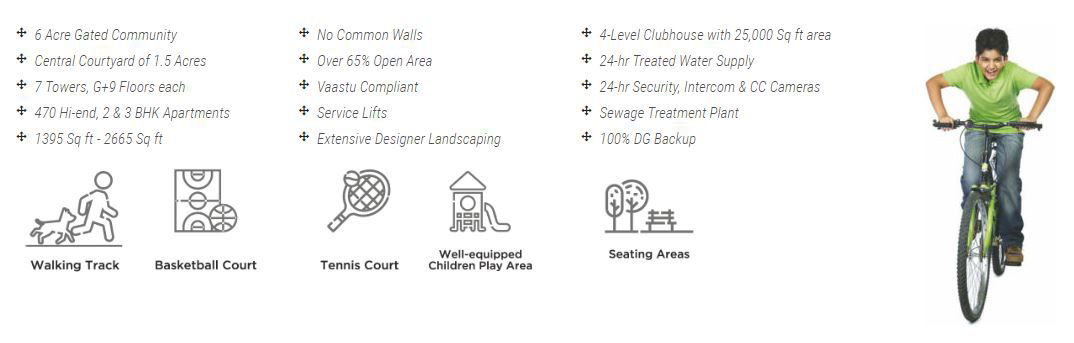 6 Acre Gated Community
Central Courtyard of 1.5 Acres
7 Towers, G+9 Floors each
470 Hi-end, 2 & 3 BHK Apartments
1395 Sq ft - 2665 Sq ft
No Common Walls
Over 65% Open Area
Vaastu Compliant
Service Lifts
Extensive Designer Landscaping
4-Level Clubhouse with 25,000 Sq ft area
24-hr Treated Water Supply
24-hr Security, Intercom & CC Cameras
Sewage Treatment Plant
100% DG Backup
Walking Track
Basketball Court
Tennis Court
Well-equipped
Children Play Area
Seating Areas